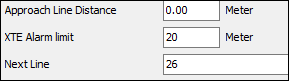 Approach Line Distance 0.00 Meter
XTE Alarm limit 20 Meter
Next Line 26